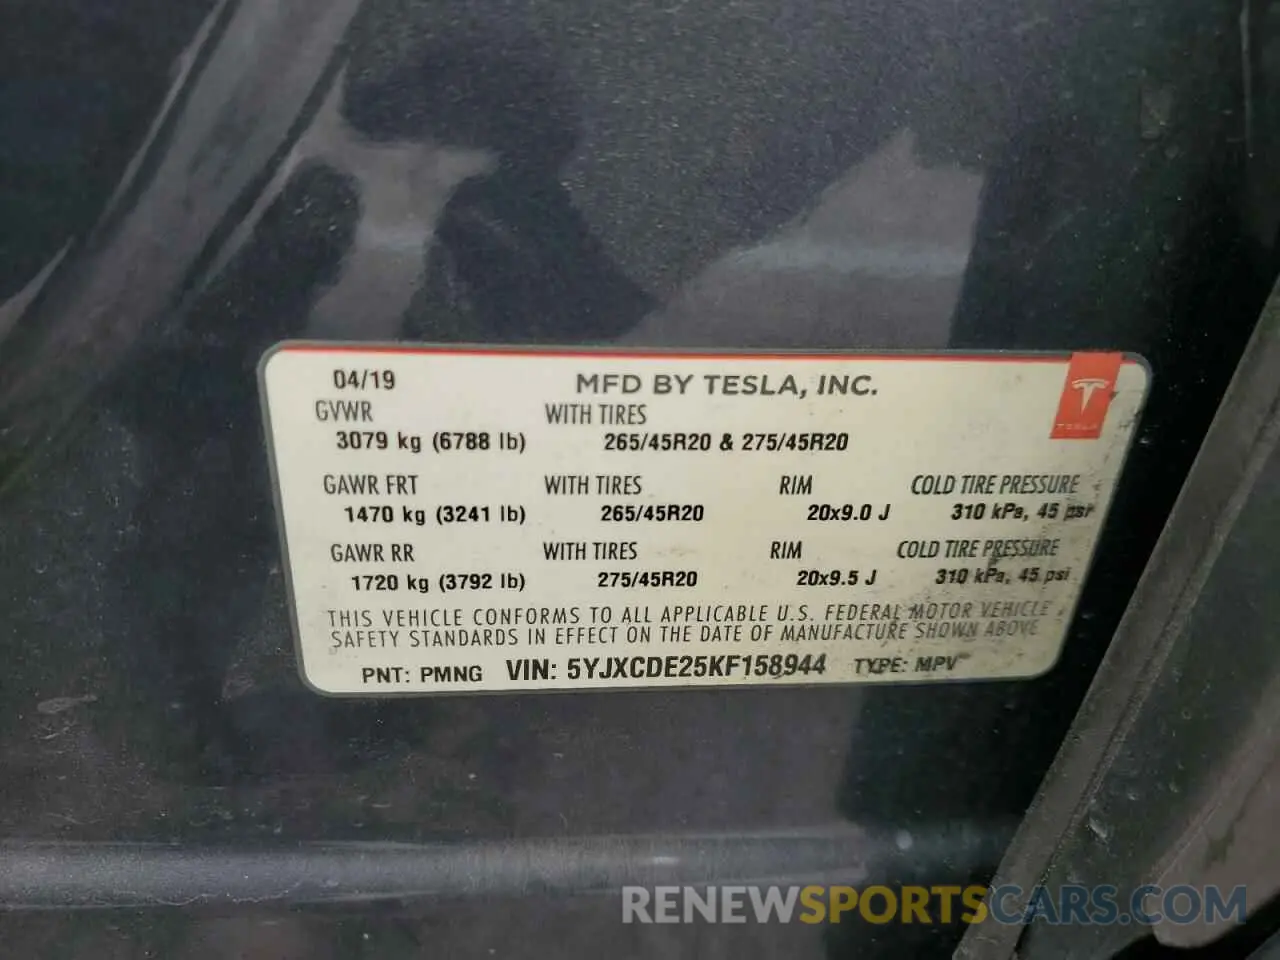 04/19 MFD BY TESLA, INC.
TESLA
GVWR WITH TIRES
3079 kg (6788 lb) 265/45R20 & 275/45R20
GAWR FRT WITH TIRES RIM COLD TIRE PRESSURE
1470 kg (3241 lb) 265/45R20 20x9.0 J 310 kPa, 45 psi
GAWR RR WITH TIRES RIM COLD TIRE PRESSURE
1720 kg (3792 lb) 275/45R20 20x9.5 J 310 kPa, 45 psi
THIS VEHICLE CONFORMS TO ALL APPLICABLE U.S. FEDERAL MOTOR VEHICLE
SAFETY STANDARDS IN EFFECT ON THE DATE OF MANUFACTURE SHOWN ABOVE
PNT: PMNG VIN: 5YJXCDE25KF158944 TYPE: MPV
RENEWSPORTSCARS.COM